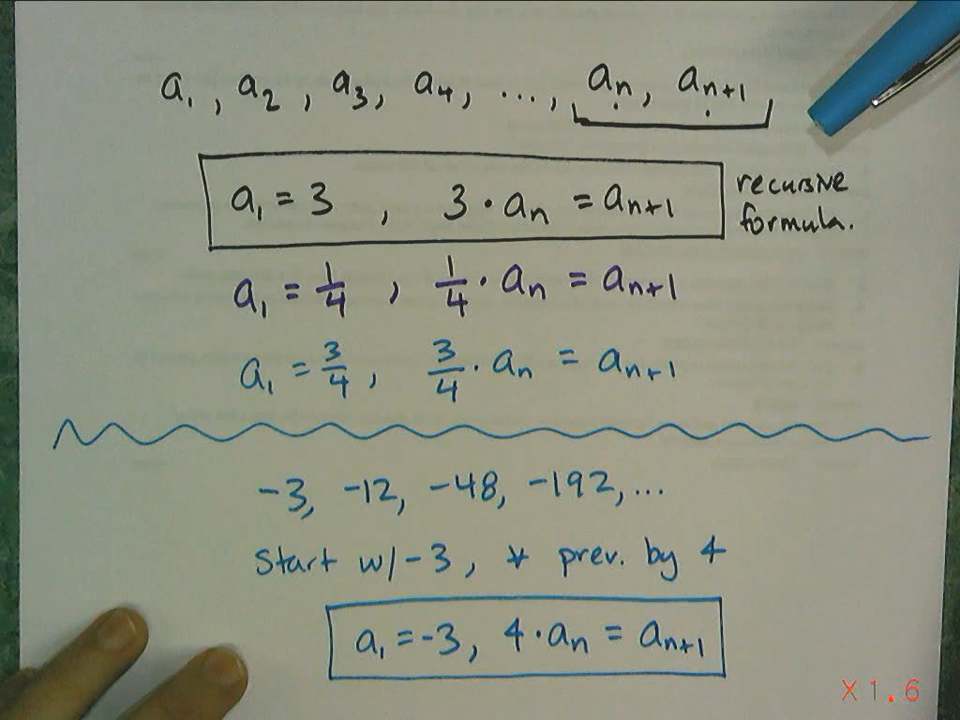 a₁, a₂, a₃, a₄, ..., aₙ, aₙ₊₁,
a₁ = 3 , 3 · aₙ = aₙ₊₁
recursive
formula.
a₁ = 1/4 , 1/4 · aₙ = aₙ₊₁
a₁ = 3/4 , 3/4 · aₙ = aₙ₊₁
-3, -12, -48, -192, ...
Start w/ -3, * prev. by 4
a₁ = -3, 4 · aₙ = aₙ₊₁
X1.6